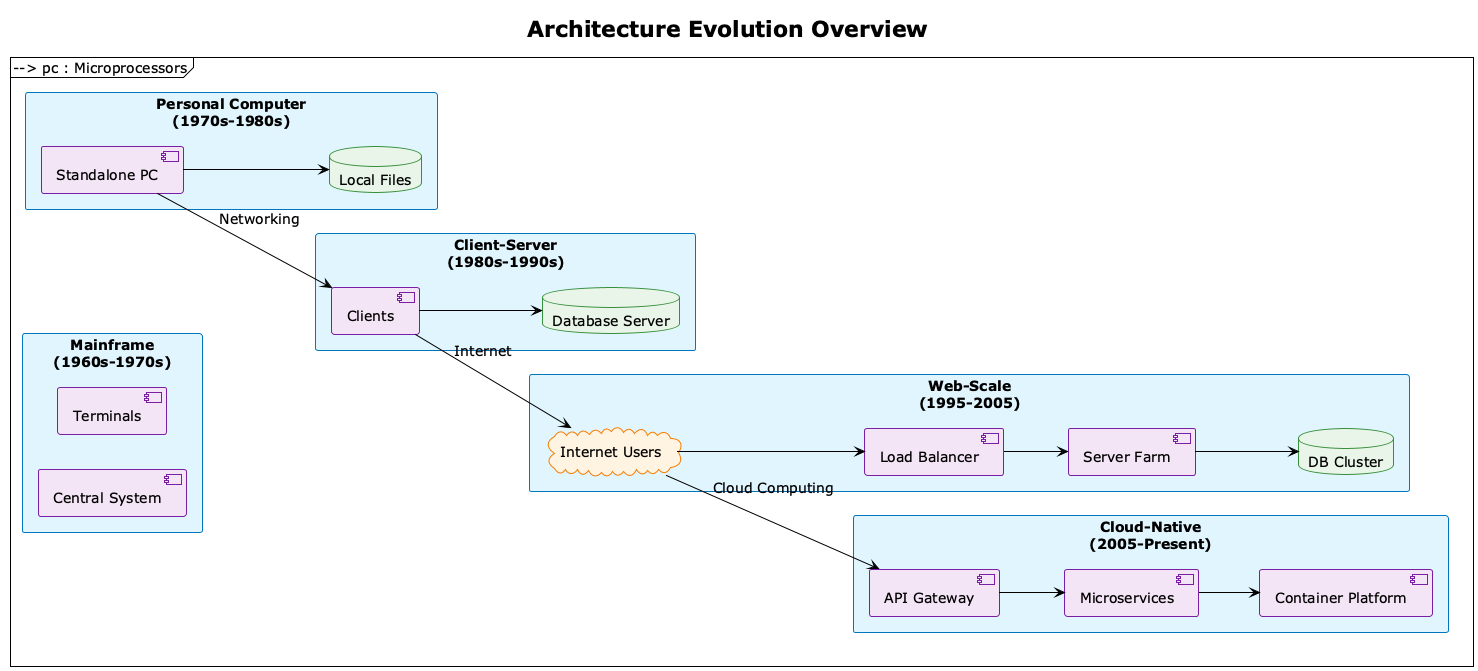 Architecture Evolution Overview
--> pc : Microprocessors
Personal Computer
(1970s-1980s)
Standalone PC
Local Files
Networking
Client-Server
(1980s-1990s)
Clients
Database Server
Internet
Mainframe
(1960s-1970s)
Terminals
Central System
Web-Scale
(1995-2005)
Internet Users
Load Balancer
Server Farm
DB Cluster
Cloud Computing
Cloud-Native
(2005-Present)
API Gateway
Microservices
Container Platform